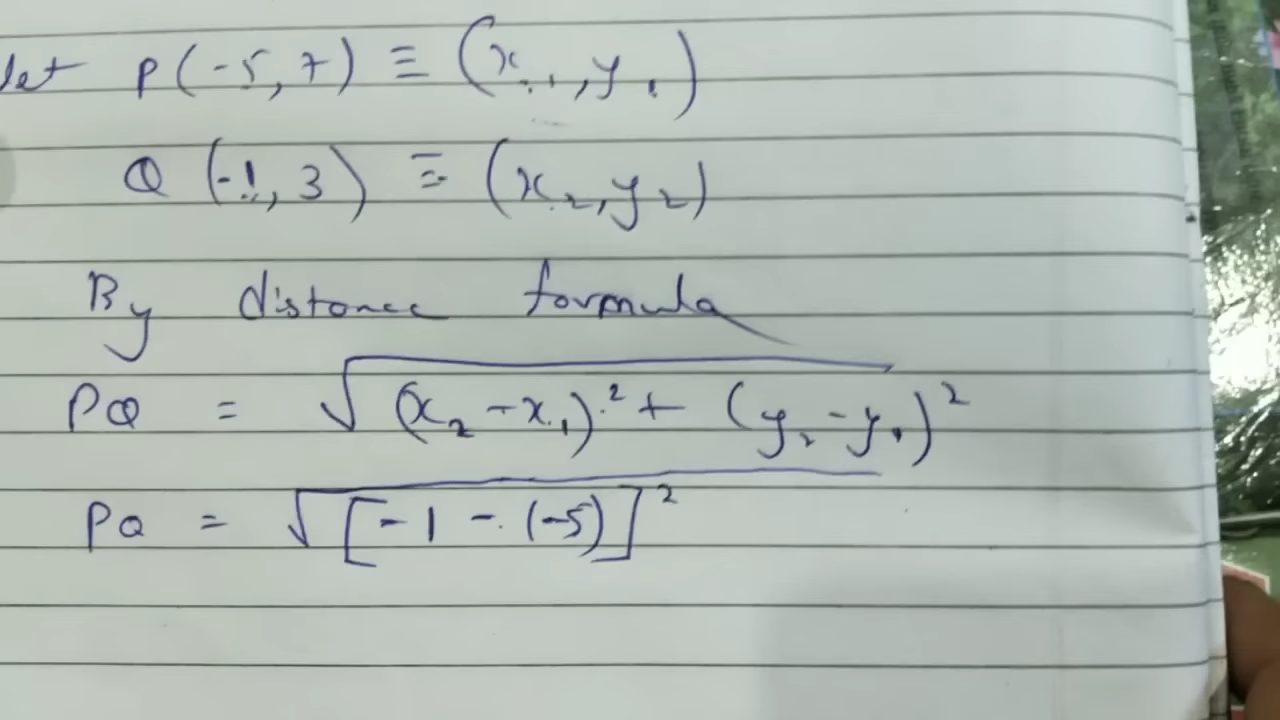 let P(-5, 7) ≡ (x₁, y₁)
Q (-1, 3) ≡ (x₂, y₂)
By distance formula
PQ = √(x₂ - x₁)² + (y₂ - y₁)²
PQ = √[-1 - (-5)]²